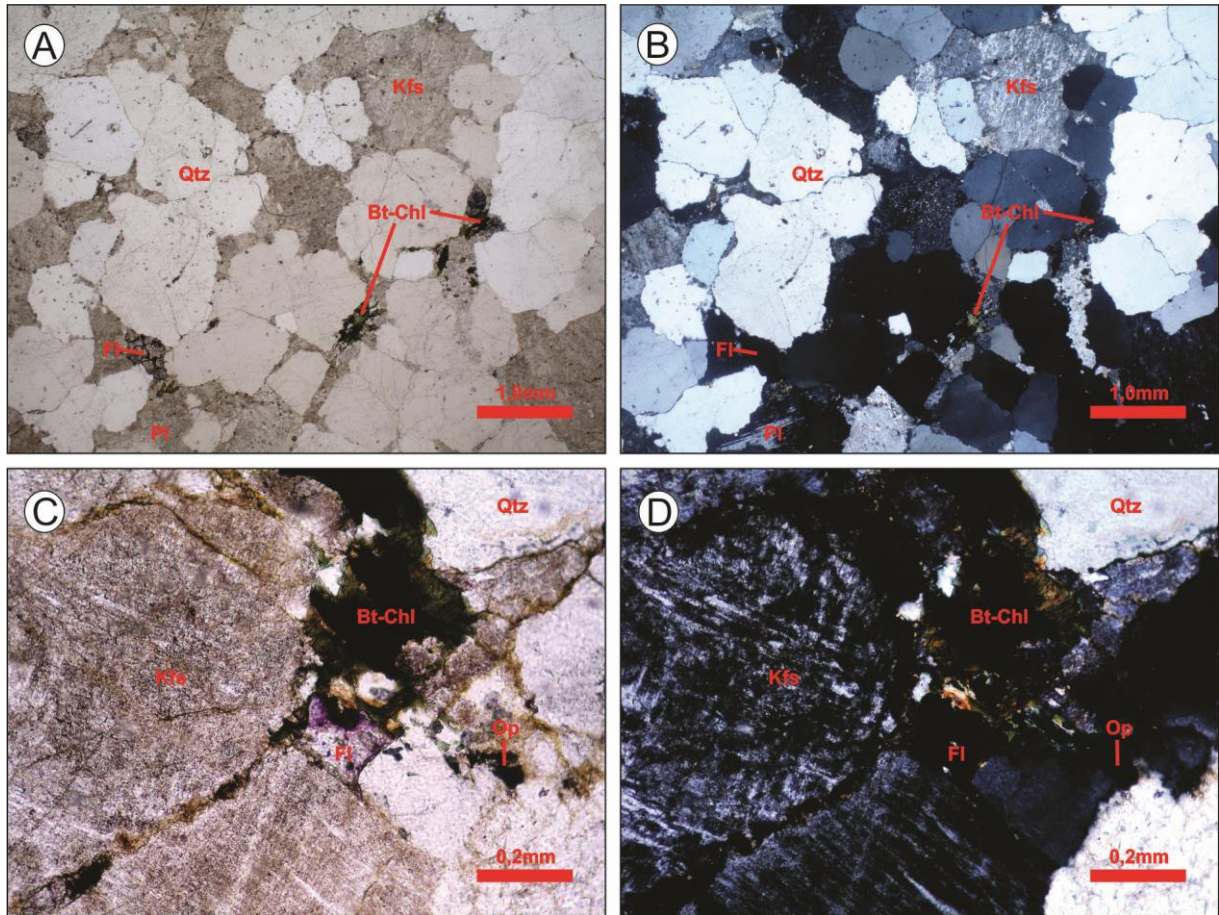 A
Kfs
Qtz
Bt-Chl
Fl
1,0mm
Pl
B
Kfs
Qtz
Bt-Chl
Fl
1,0mm
Pl
C
Qtz
Bt-Chl
Kfs
Op
Fl
0,2mm
D
Qtz
Bt-Chl
Kfs
Op
Fl
0,2mm